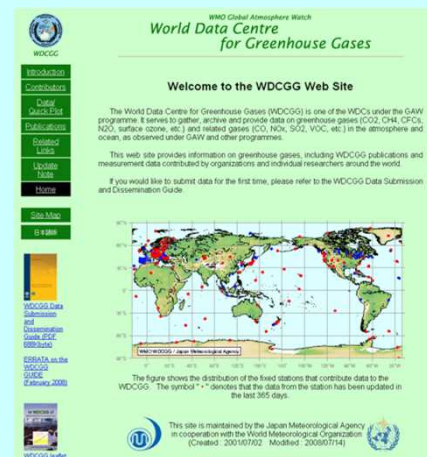 WMO Global Atmosphere Watch
World Data Centre
for Greenhouse Gases
WDCGG
Introduction
Contributors
Data/
Quick Plot
Publications
Related
Links
Update
Note
Home
Site Map
WDCGG Data
Submission
and
Dissemination
Guide (PDF
ERRATA on the
WDCGG
GUIDE
(February 2008)
WDCGG leaflet
Welcome to the WDCGG Web Site
The World Data Centre for Greenhouse Gases (WDCGG) is one of the WDCs under the GAW
programme. It serves to gather, archive and provide data on greenhouse gases (CO2, CH4, CFCs,
N2O, surface ozone, etc.) and related gases (CO, NOx, SO2, VOC, etc.) in the atmosphere and
ocean, as observed under GAW and other programmes.
This web site provides information on greenhouse gases, including WDCGG publications and
measurement data contributed by organizations and individual researchers around the world.
If you would like to submit data for the first time, please refer to the WDCGG Data Submission
and Dissemination Guide
WMO WDCGG / Japan Meteorological Agency
The figure shows the distribution of the fixed stations that contribute data to the
WDCGG. The symbol " + " denotes that the data from the station has been updated in
the last 365 days.
This site is maintained by the Japan Meteorological Agency
in cooperation with the World Meteorological Organization
(Created : 2001/07/02 Modified : 2008/07/14)